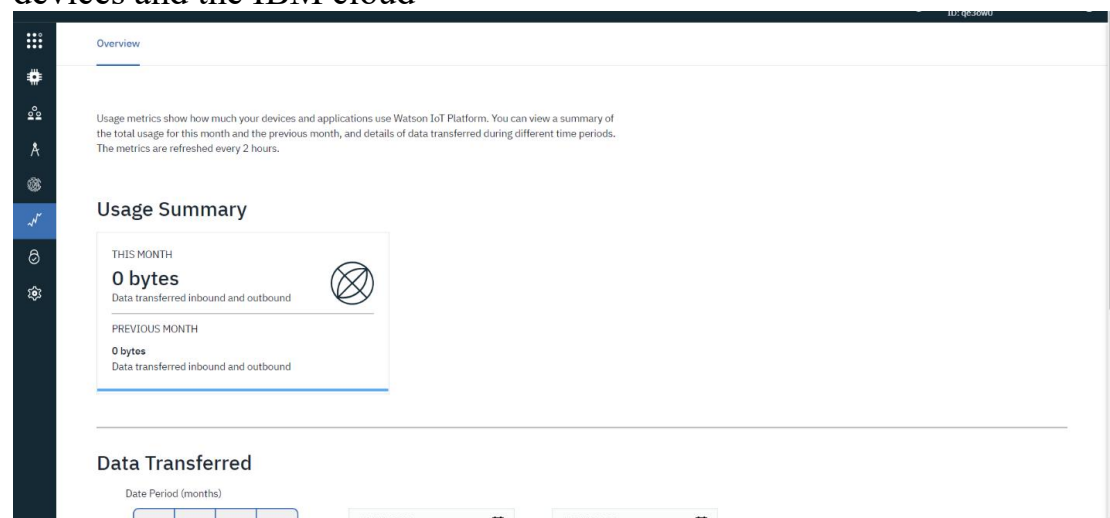 devices and the IBM cloud
ID: qe3ow0
Overview
Usage metrics show how much your devices and applications use Watson IoT Platform. You can view a summary of
the total usage for this month and the previous month, and details of data transferred during different time periods.
The metrics are refreshed every 2 hours.
Usage Summary
THIS MONTH
0 bytes
Data transferred inbound and outbound
PREVIOUS MONTH
0 bytes
Data transferred inbound and outbound
Data Transferred
Date Period (months)